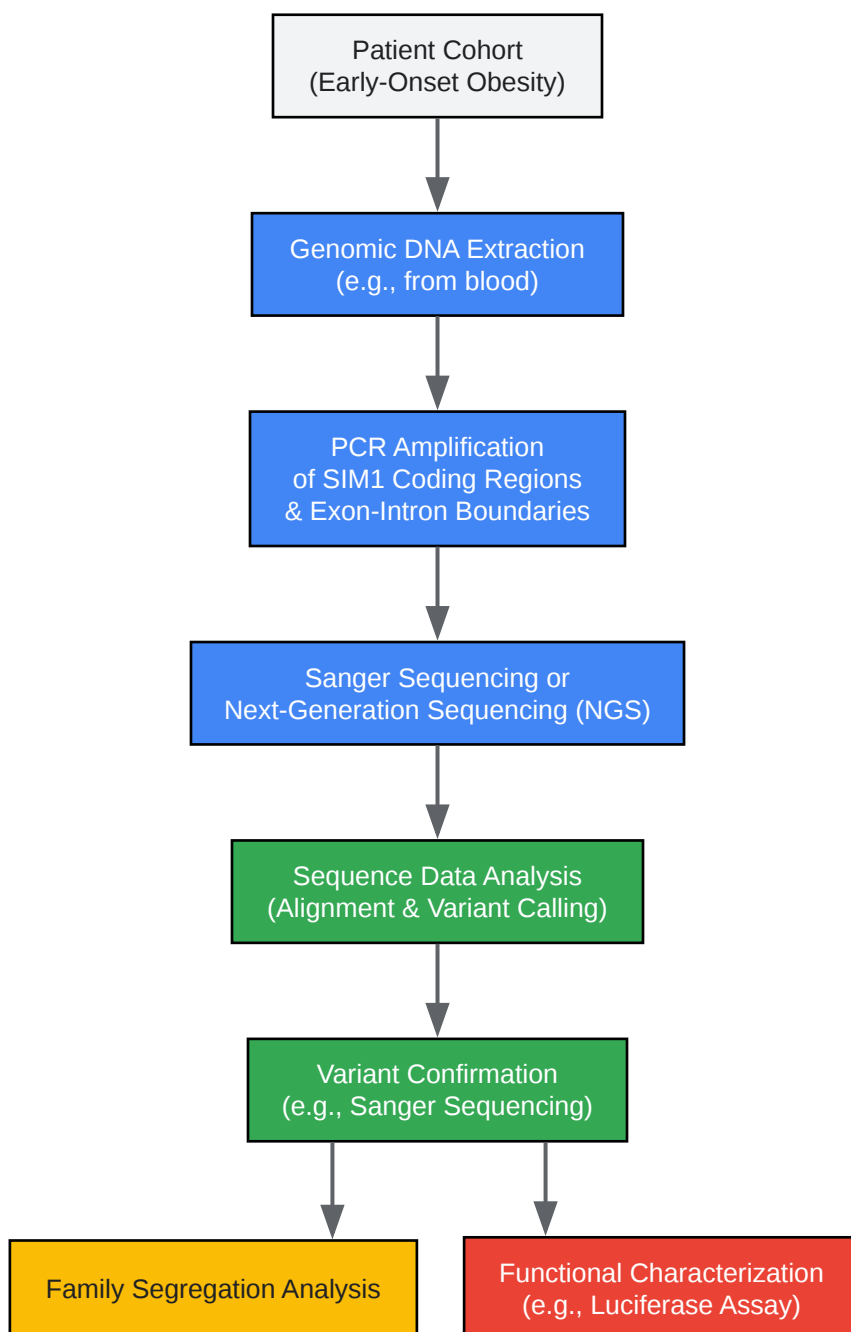 Patient Cohort
(Early-Onset Obesity)
Genomic DNA Extraction
(e.g., from blood)
PCR Amplification
of SIM1 Coding Regions
& Exon-Intron Boundaries
Sanger Sequencing or
Next-Generation Sequencing (NGS)
Sequence Data Analysis
(Alignment & Variant Calling)
Variant Confirmation
(e.g., Sanger Sequencing)
Family Segregation Analysis
Functional Characterization
(e.g., Luciferase Assay)